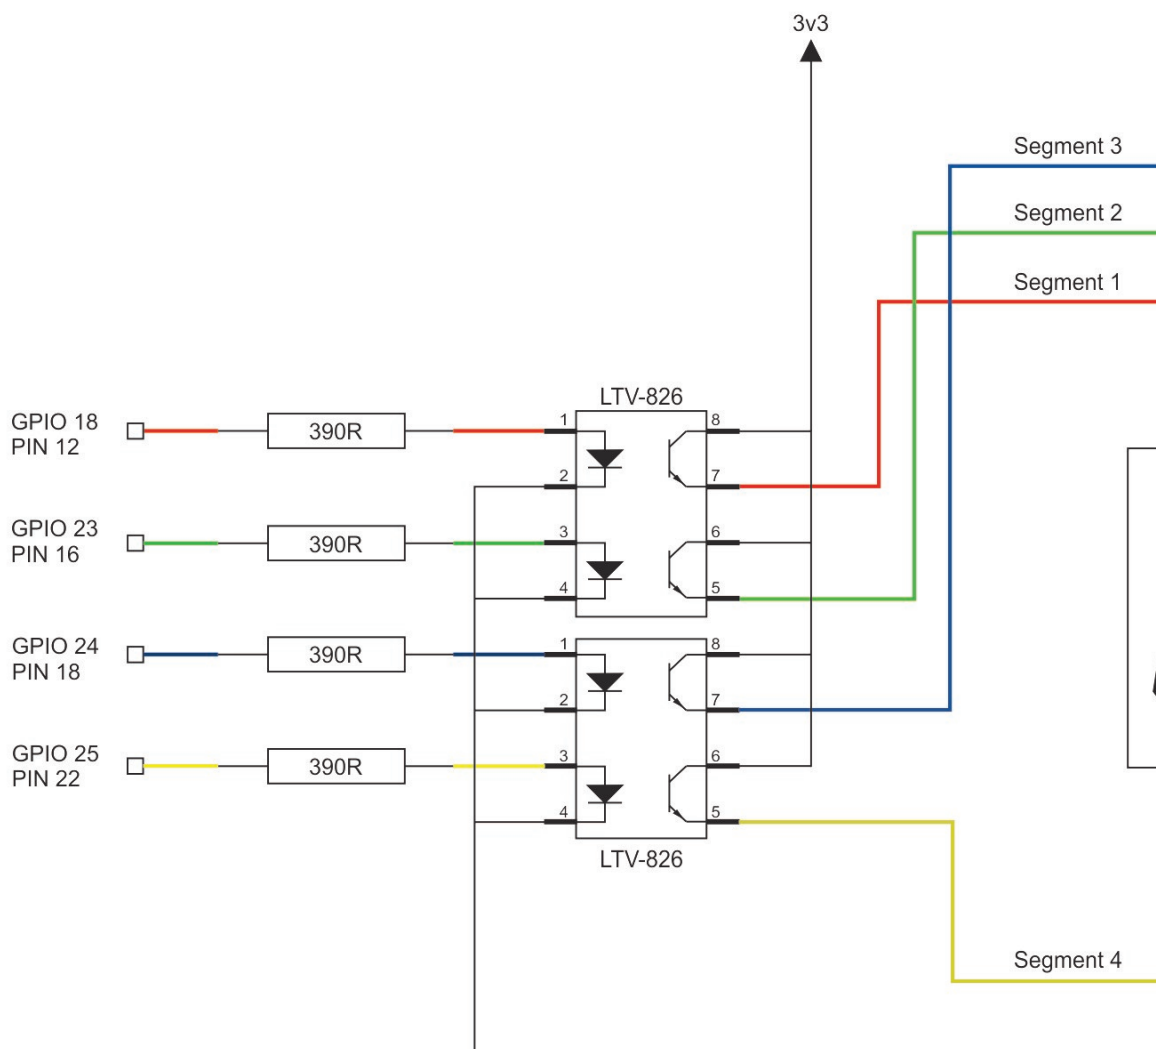 3v3
Segment 3
Segment 2
Segment 1
LTV-826
GPIO 18
PIN 12
390R
1
8
2
7
GPIO 23
PIN 16
390R
3
6
4
5
GPIO 24
PIN 18
390R
1
8
2
7
GPIO 25
PIN 22
390R
3
6
4
5
LTV-826
Segment 4